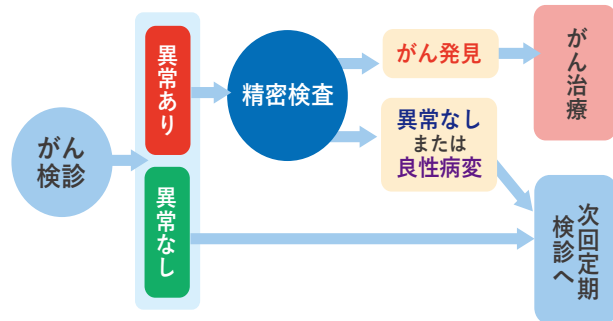 がん
検診
異常あり
異常なし
精密検査
がん発見
異常なし
または
良性病変
がん治療
次回定期
検診へ